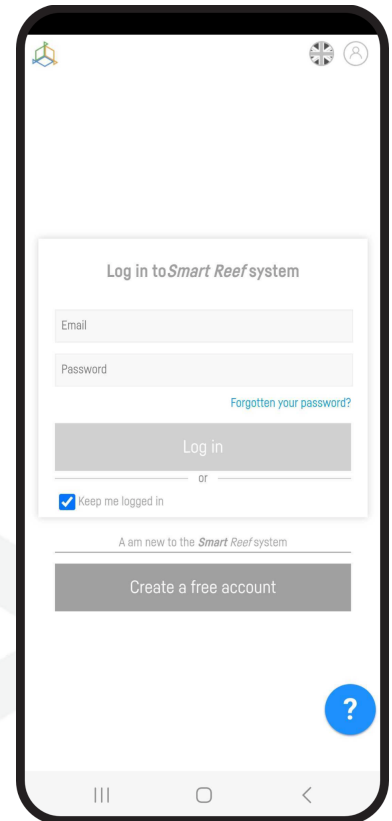 Log in to Smart Reef system
Email
Password
Forgotten your password?
Log in
or
Keep me logged in
A am new to the Smart Reef system
Create a free account
?